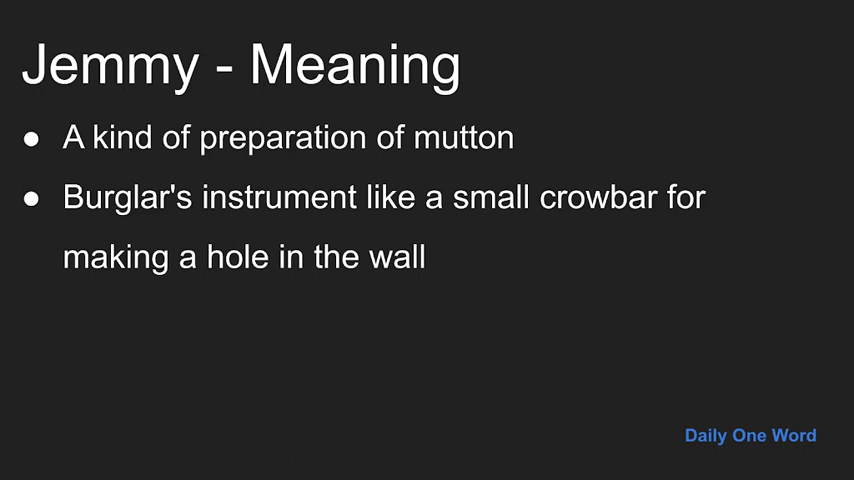 Jemmy - Meaning
● A kind of preparation of mutton
● Burglar's instrument like a small crowbar for
making a hole in the wall
Daily One Word